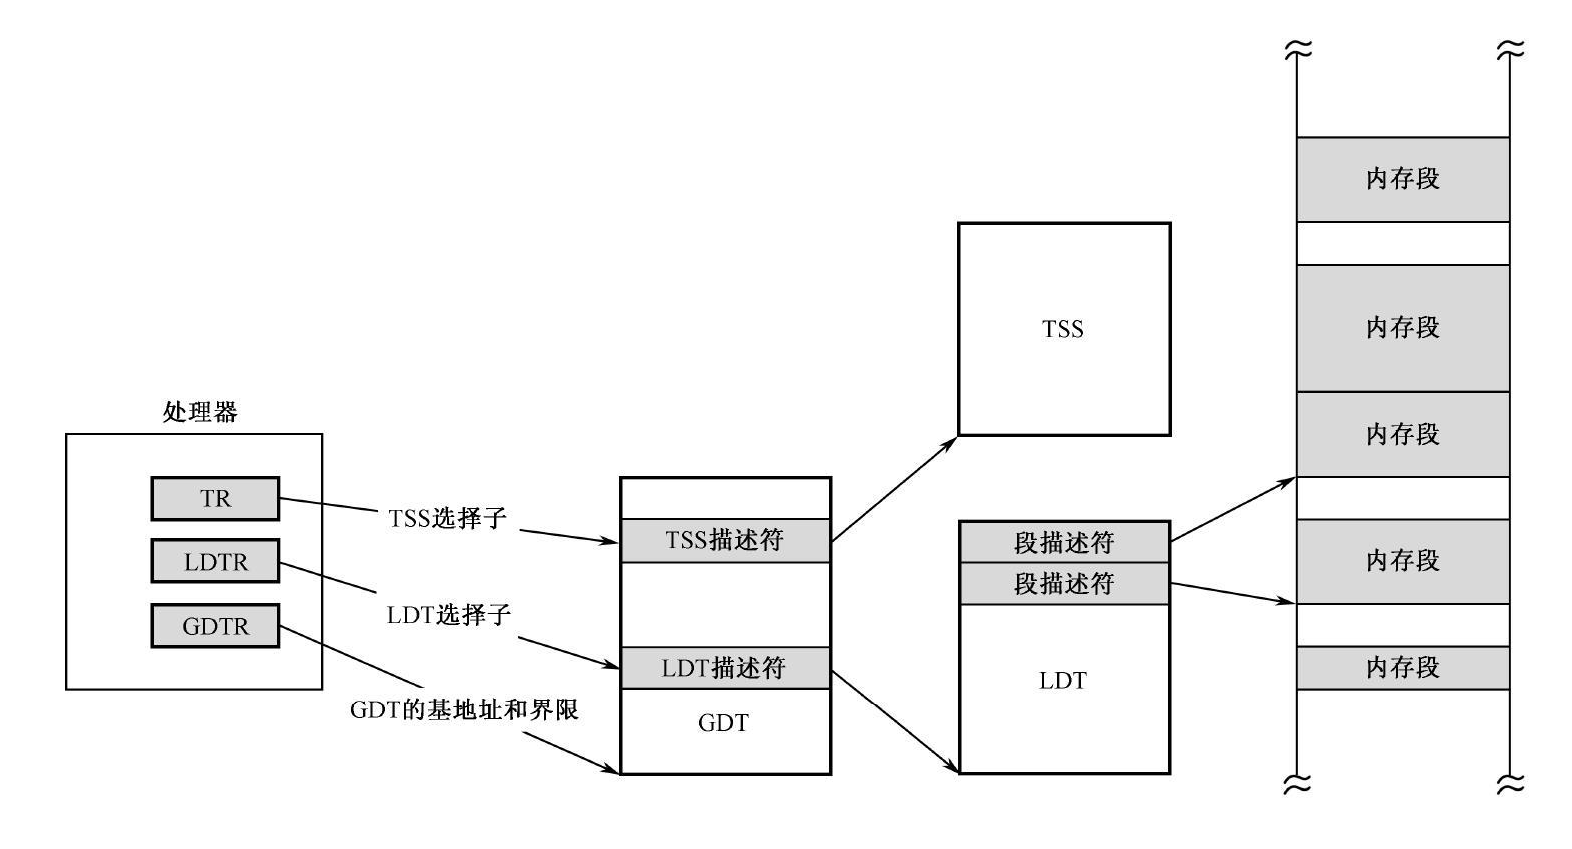 处理器
TR
LDTR
GDTR
TSS选择子
LDT选择子
GDT的基地址和界限
TSS描述符
LDT描述符
GDT
TSS
段描述符
段描述符
LDT
内存段
内存段
内存段
内存段
内存段